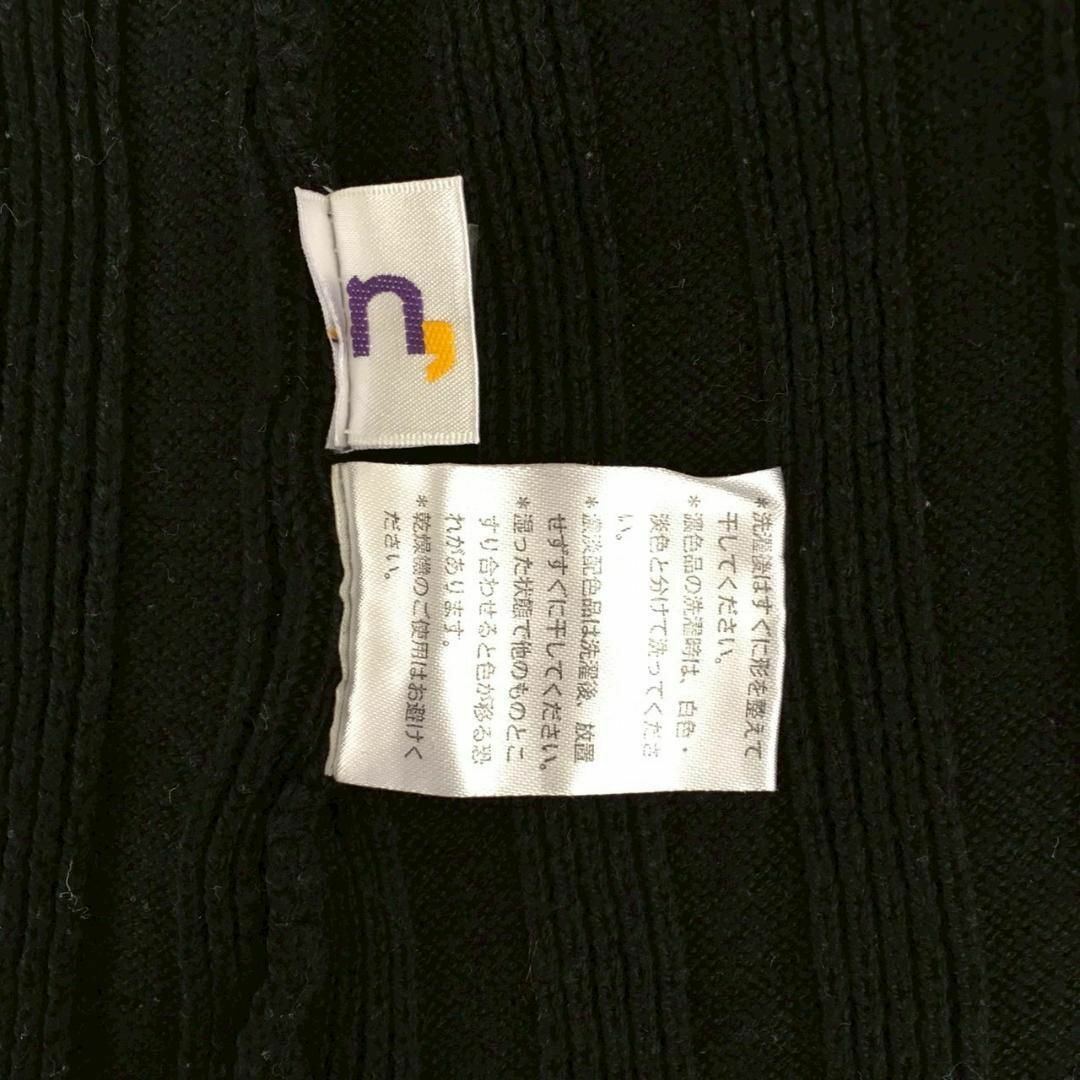 n,
*洗濯後はすぐに形を整えて
干してください。
*濃色品の洗濯時は、白色・
淡色と分けて洗ってくださ
い。
*濃淡配色品は洗濯後、放置
せずすぐに干してください。
*湿った状態で他のものとこ
すり合わせると色が移る恐
れがあります。
*乾燥機のご使用はお避けく
ださい。